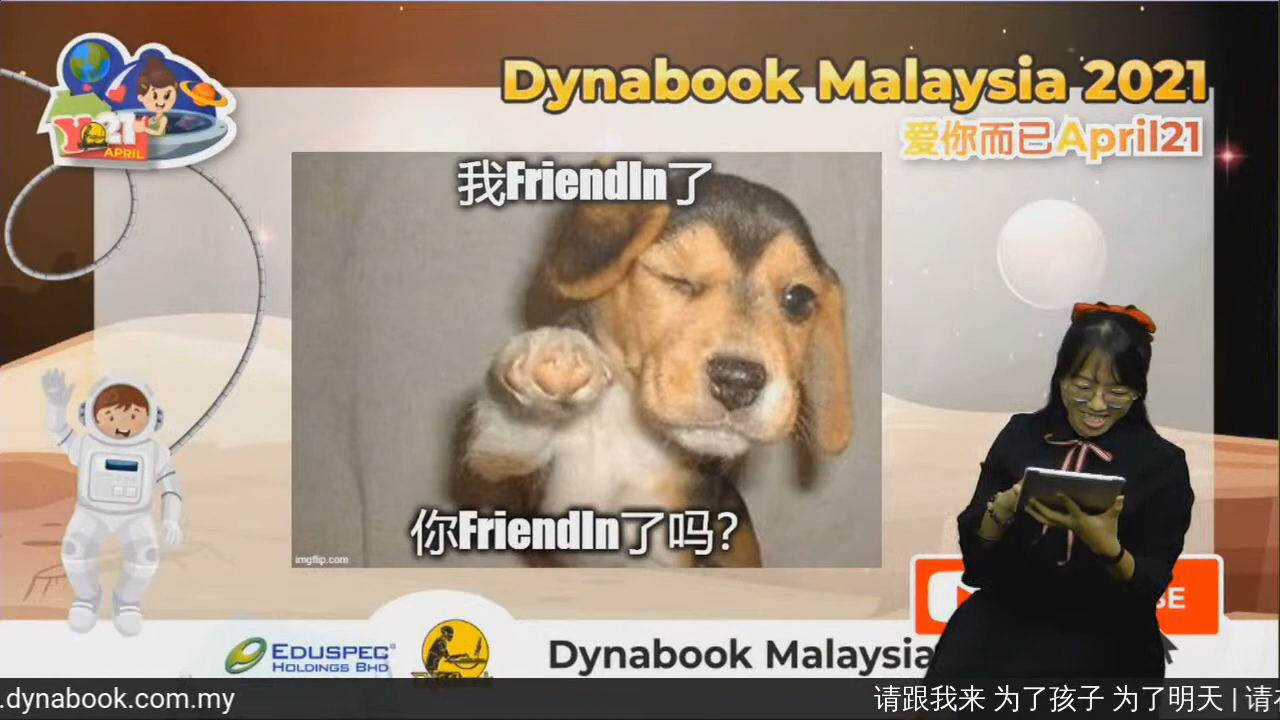 Dynabook Malaysia 2021
爱你而已April21
Y 21
APRIL
我FriendIn了
你FriendIn了吗?
imgflip.com
EDUSPEC®
HOLDINGS BHD
Dynabook Malaysia
.dynabook.com.my
请跟我来 为了孩子 为了明天 | 请